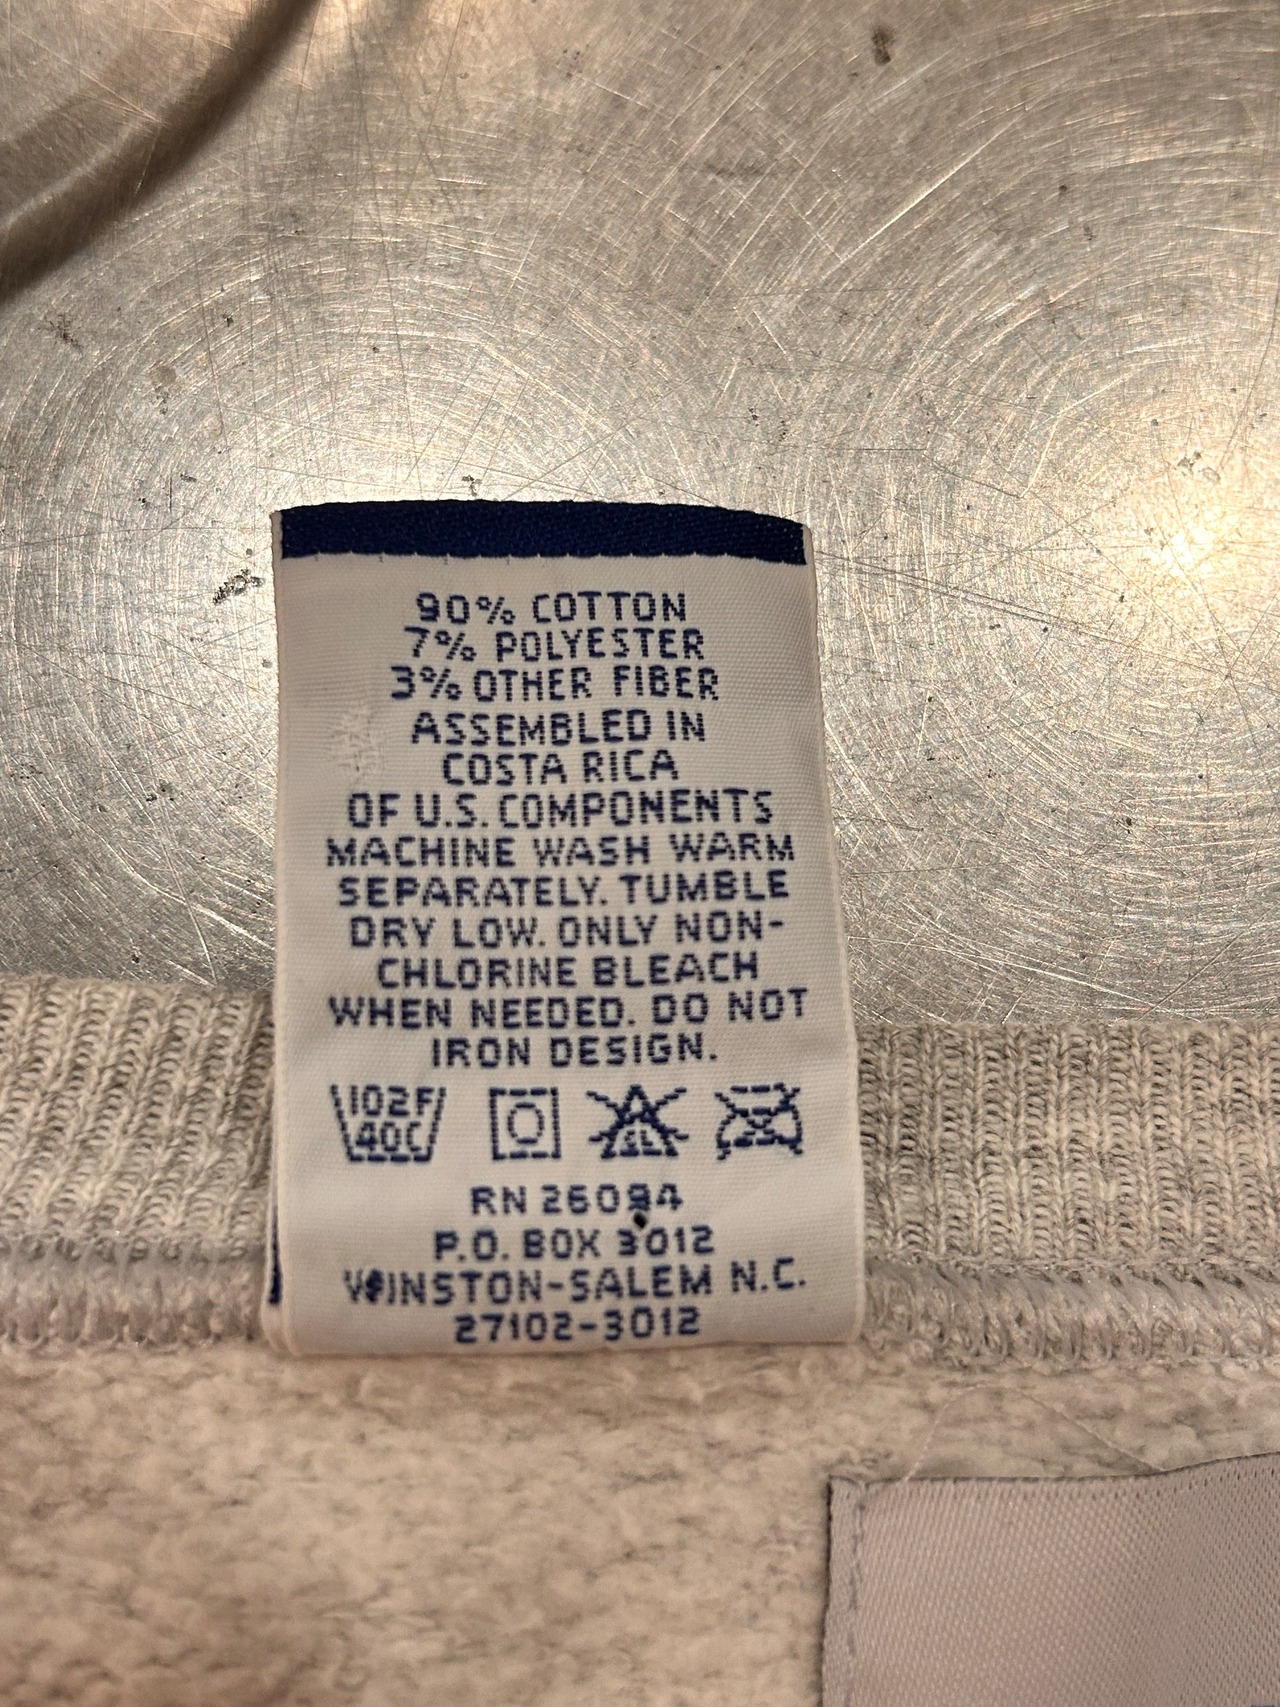 90% COTTON
7% POLYESTER
3% OTHER FIBER
ASSEMBLED IN
COSTA RICA
OF U.S. COMPONENTS
MACHINE WASH WARM
SEPARATELY. TUMBLE
DRY LOW. ONLY NON-
CHLORINE BLEACH
WHEN NEEDED. DO NOT
IRON DESIGN.
102F
40C
CL
RN 26094
P.O. BOX 3012
WINSTON-SALEM N.C.
27102-3012